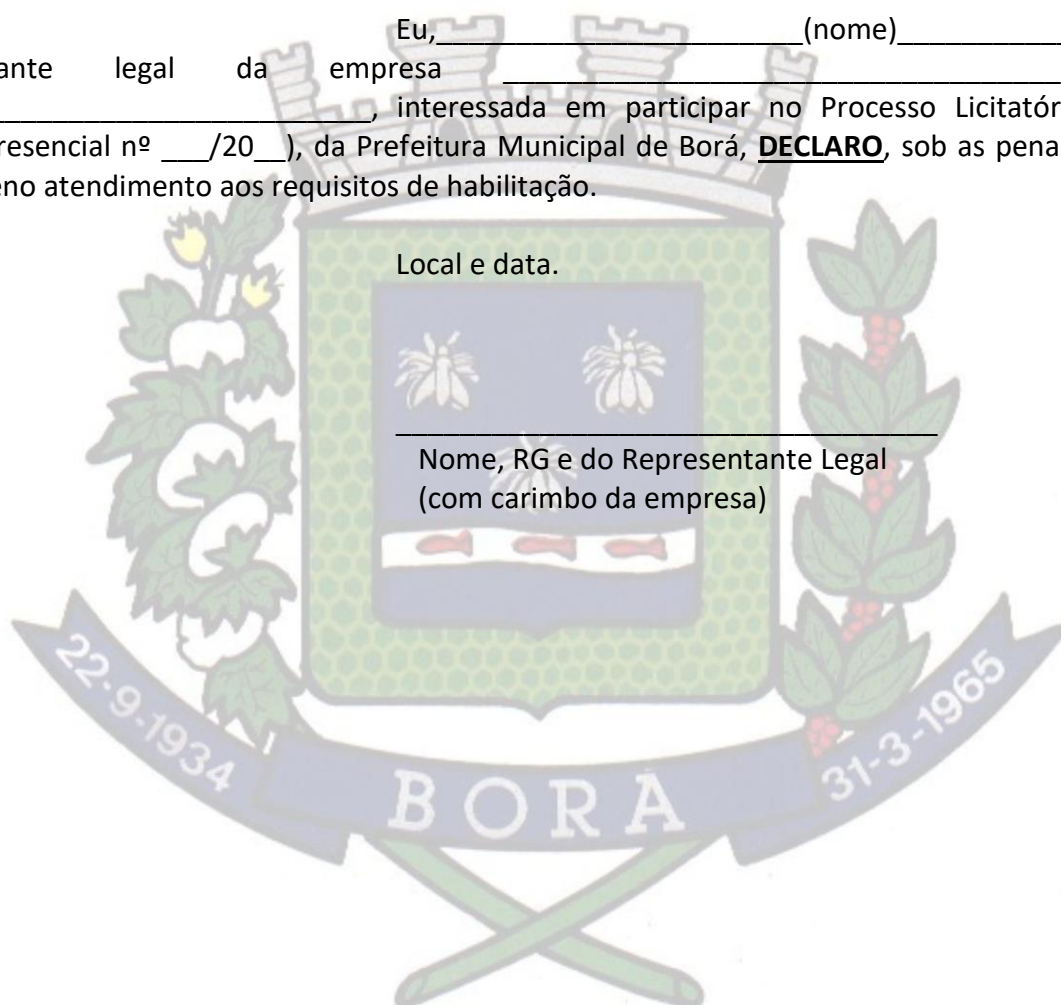 Eu,_______________________(nome)___________
ante legal da empresa ___________________________________
________________________, interessada em participar no Processo Licitatór
resencial nº ___/20__), da Prefeitura Municipal de Borá, DECLARO, sob as pena
eno atendimento aos requisitos de habilitação.
Local e data.
__________________________________
Nome, RG e do Representante Legal
(com carimbo da empresa)
22-9-1934
BORÁ
31-3-1965